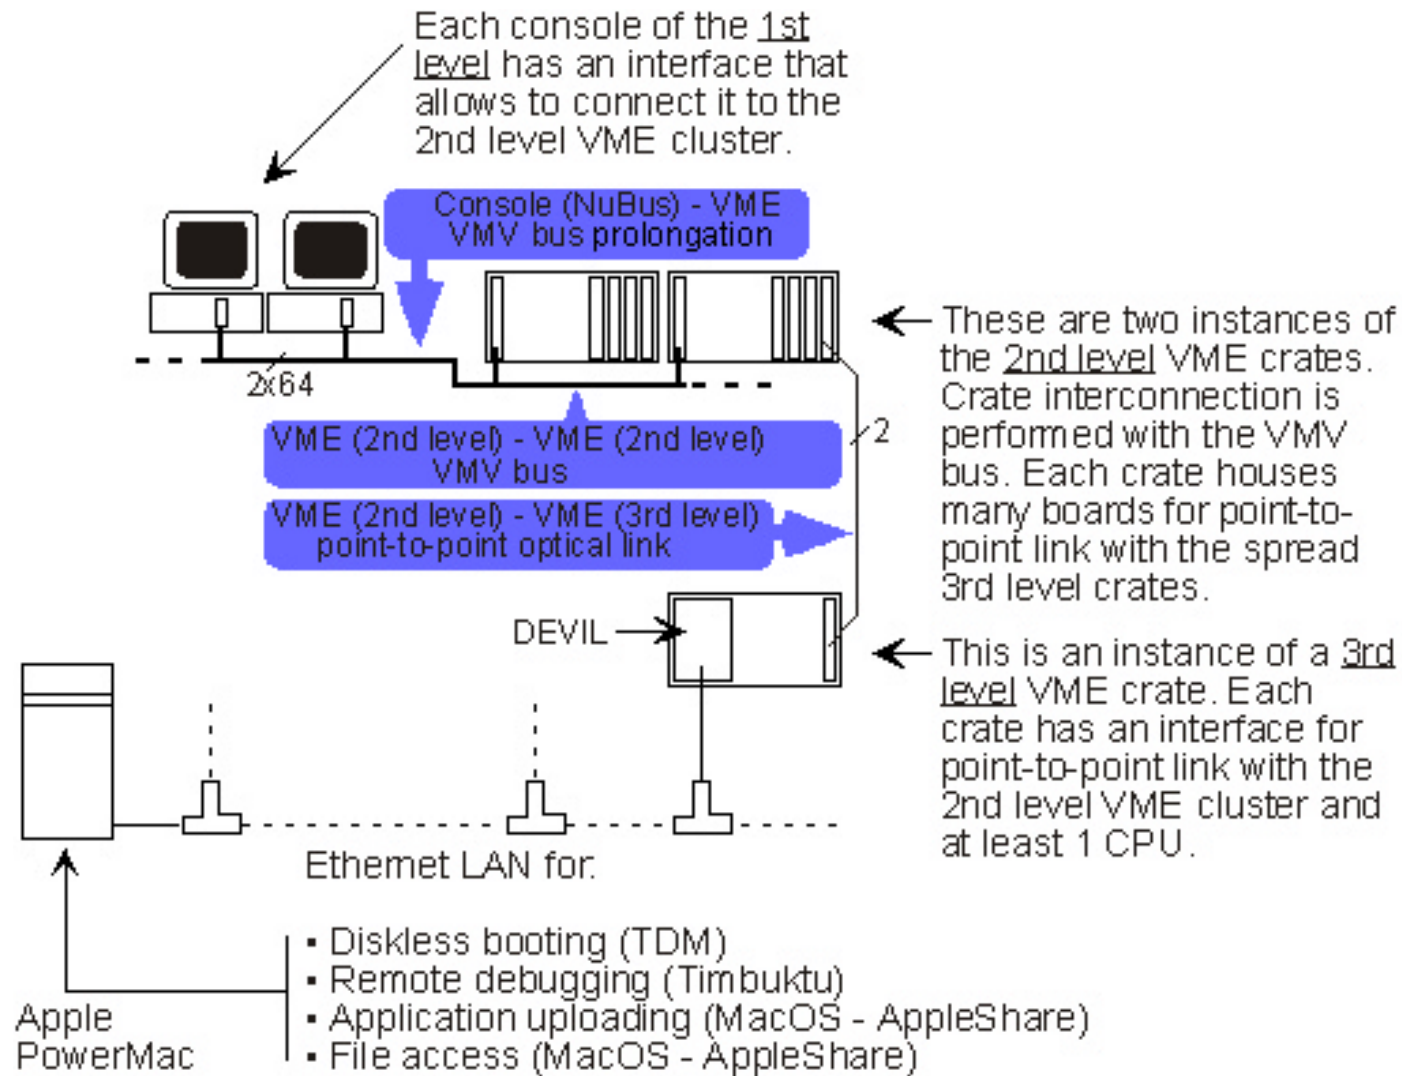 Each console of the 1st
level has an interface that
allows to connect it to the
2nd level VME cluster.
Console (NuBus) - VME
VMV bus prolongation
2x64
These are two instances of
the 2nd level VME crates.
Crate interconnection is
performed with the VMV
bus. Each crate houses
many boards for point-to-
point link with the spread
3rd level crates.
2
VME (2nd level) - VME (2nd level)
VMV bus
VME (2nd level) - VME (3rd level)
point-to-point optical link
DEVIL
This is an instance of a 3rd
level VME crate. Each
crate has an interface for
point-to-point link with the
2nd level VME cluster and
at least 1 CPU.
Ethernet LAN for:
▪ Diskless booting (TDM)
▪ Remote debugging (Timbuktu)
▪ Application uploading (MacOS - AppleShare)
▪ File access (MacOS - AppleShare)
Apple
PowerMac